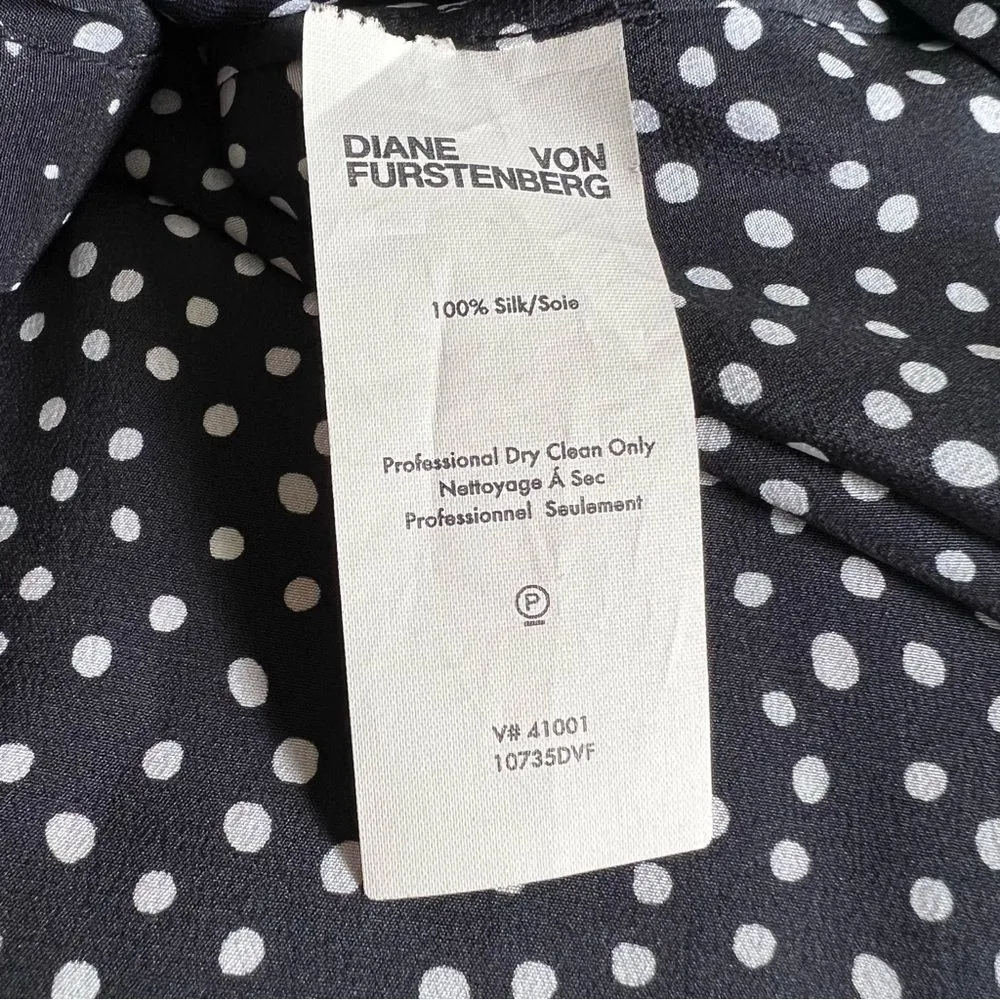 DIANE VON
FURSTENBERG
100% Silk/Soie
Professional Dry Clean Only
Nettoyage Á Sec
Professionnel Seulement
P
V# 41001
10735DVF